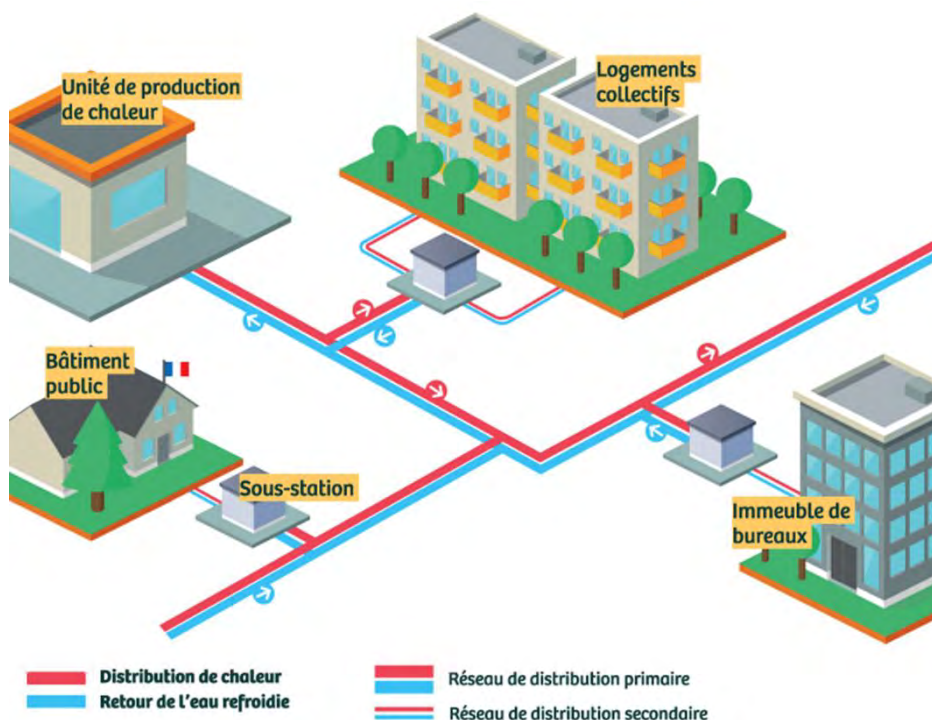 Unité de production
de chaleur
Logements
collectifs
Bâtiment
public
Sous-station
Immeuble de
bureaux
Distribution de chaleur
Retour de l'eau refroidie
Réseau de distribution primaire
Réseau de distribution secondaire